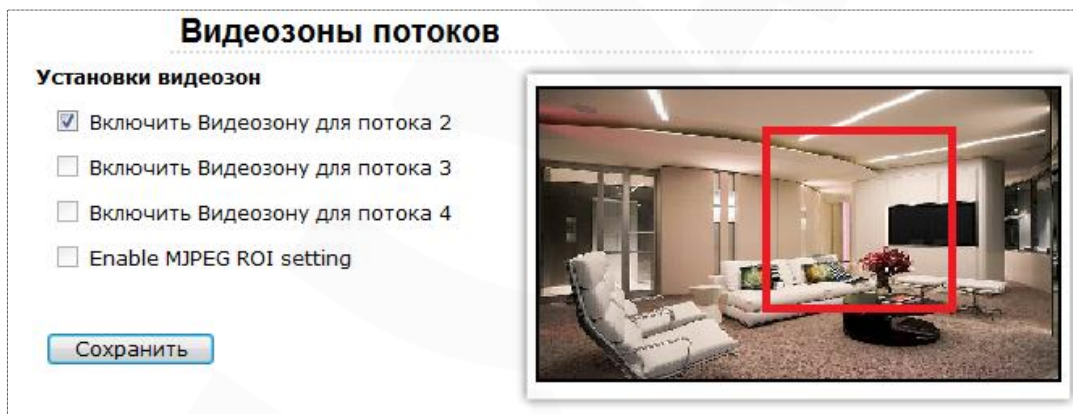 Видеозоны потоков
Установки видеозон
Включить Видеозону для потока 2
Включить Видеозону для потока 3
Включить Видеозону для потока 4
Enable MJPEG ROI setting
Сохранить